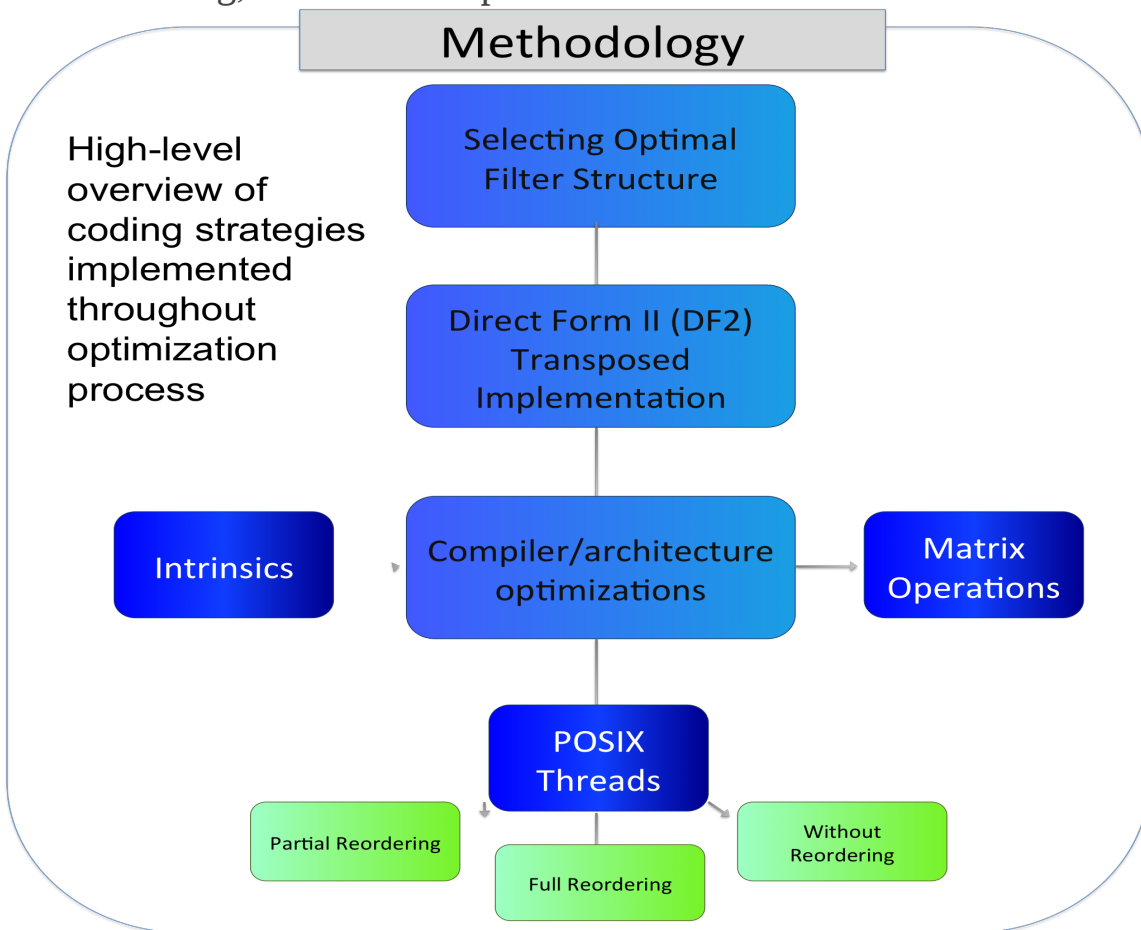 Methodology
High-level
overview of
coding strategies
implemented
throughout
optimization
process
Selecting Optimal
Filter Structure
Direct Form II (DF2)
Transposed
Implementation
Intrinsics
Compiler/architecture
optimizations
Matrix
Operations
POSIX
Threads
Partial Reordering
Full Reordering
Without
Reordering